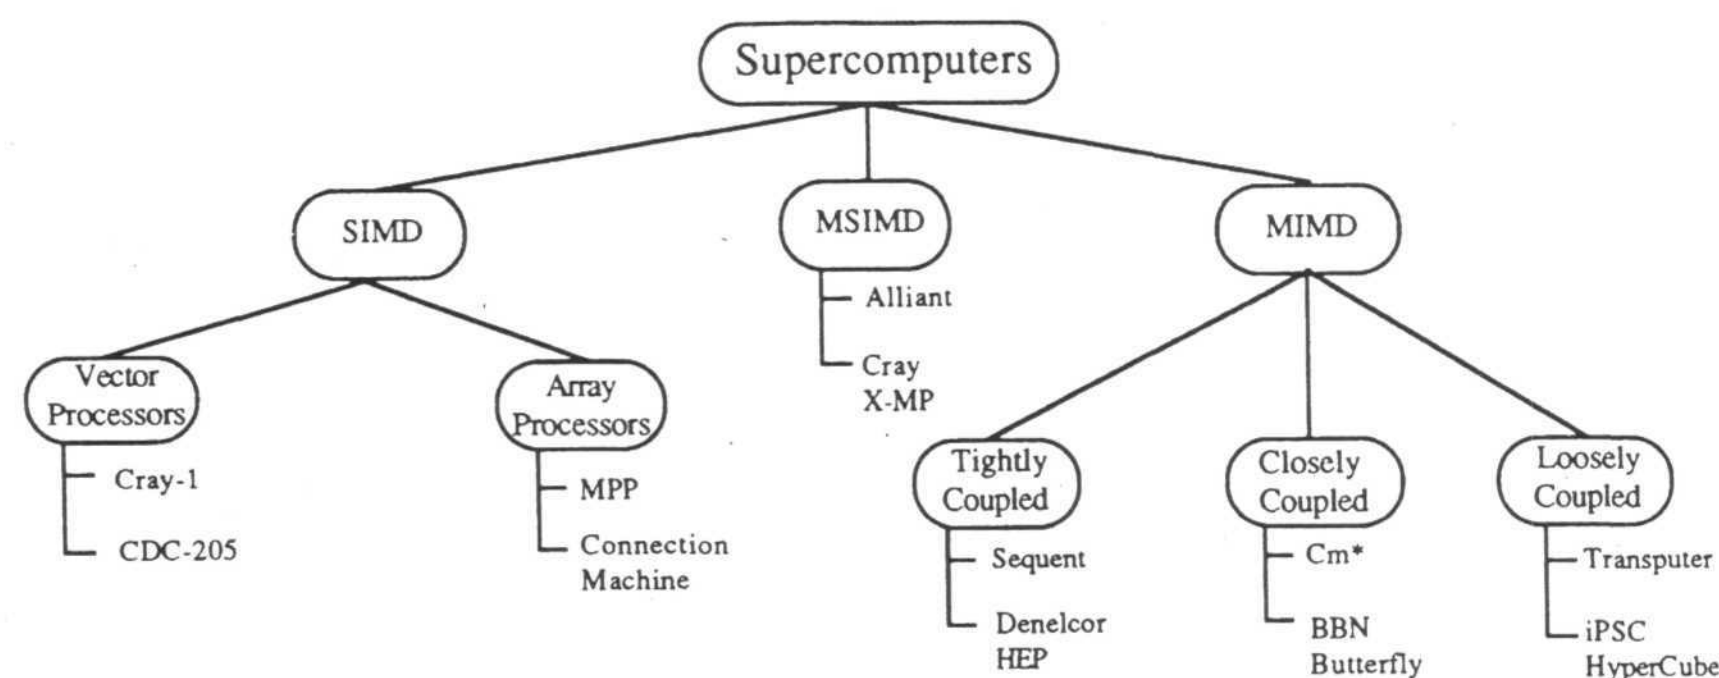 Supercomputers
SIMD
MSIMD
MIMD
Alliant
Cray
X-MP
Vector
Processors
Array
Processors
Cray-1
CDC-205
MPP
Connection
Machine
Tightly
Coupled
Closely
Coupled
Loosely
Coupled
Sequent
Denelcor
HEP
Cm*
BBN
Butterfly
Transputer
iPSC
HyperCube